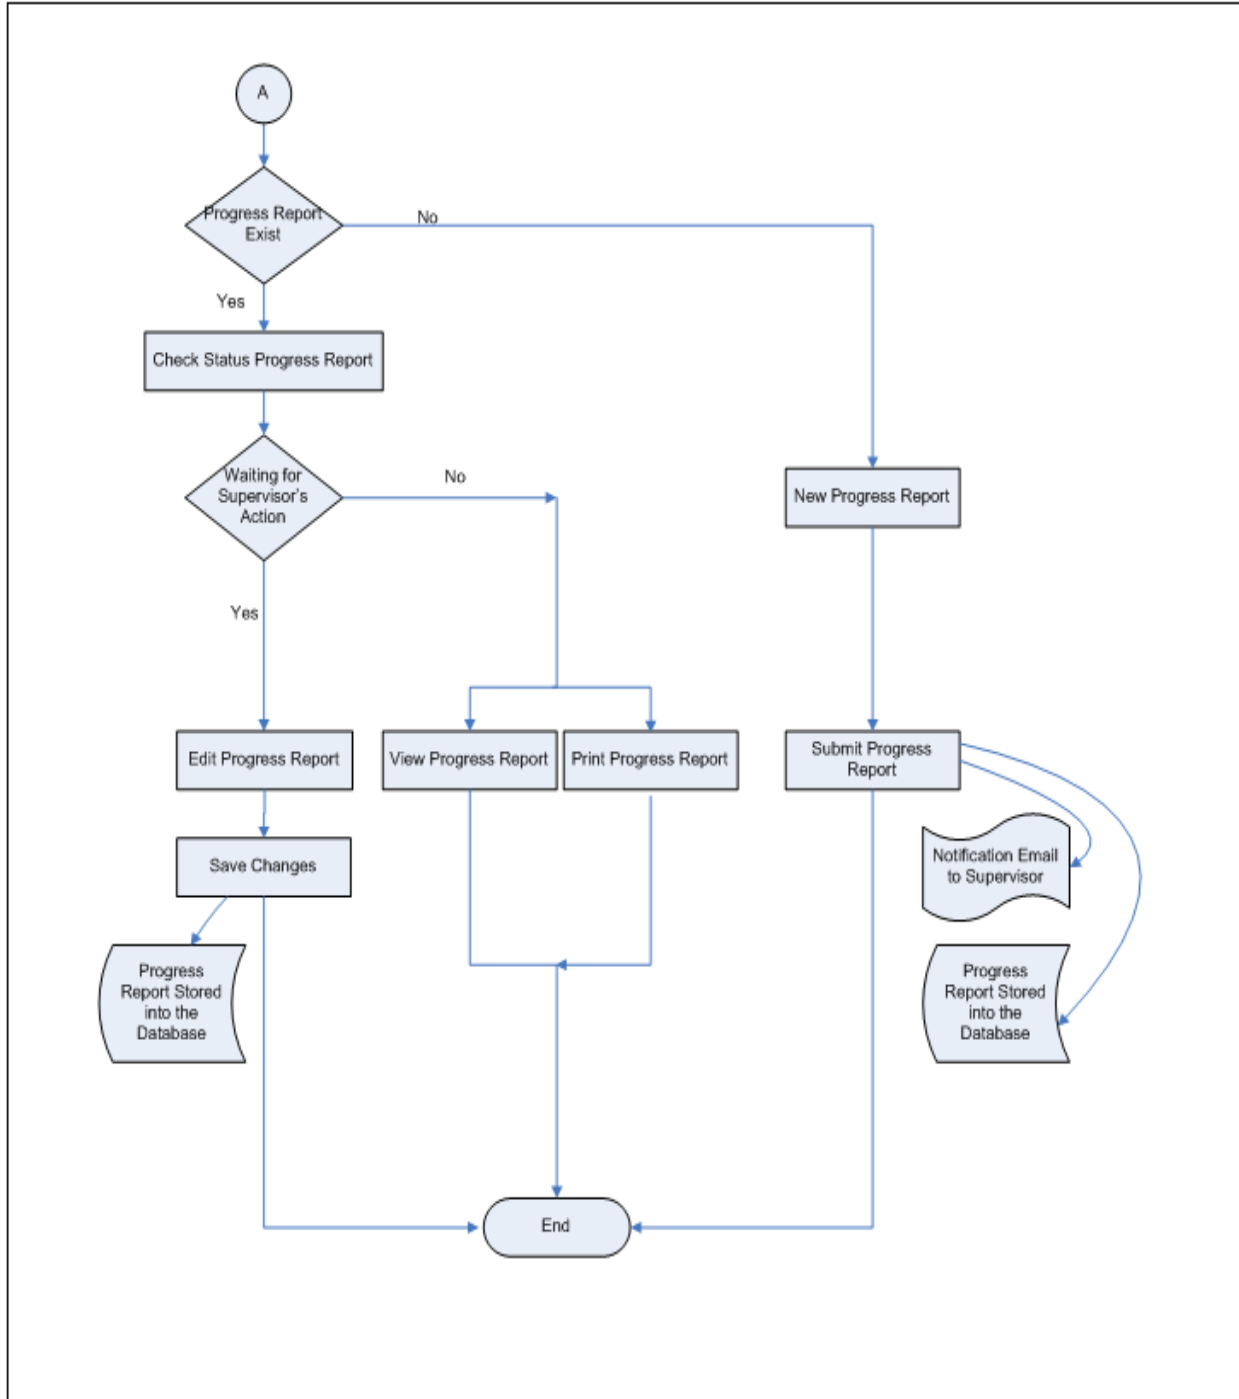 A
Progress Report
Exist
No
Yes
Check Status Progress Report
Waiting for
Supervisor's
Action
No
New Progress Report
Yes
Edit Progress Report
View Progress Report
Print Progress Report
Submit Progress
Report
Save Changes
Notification Email
to Supervisor
Progress
Report Stored
into the
Database
Progress
Report Stored
into the
Database
End